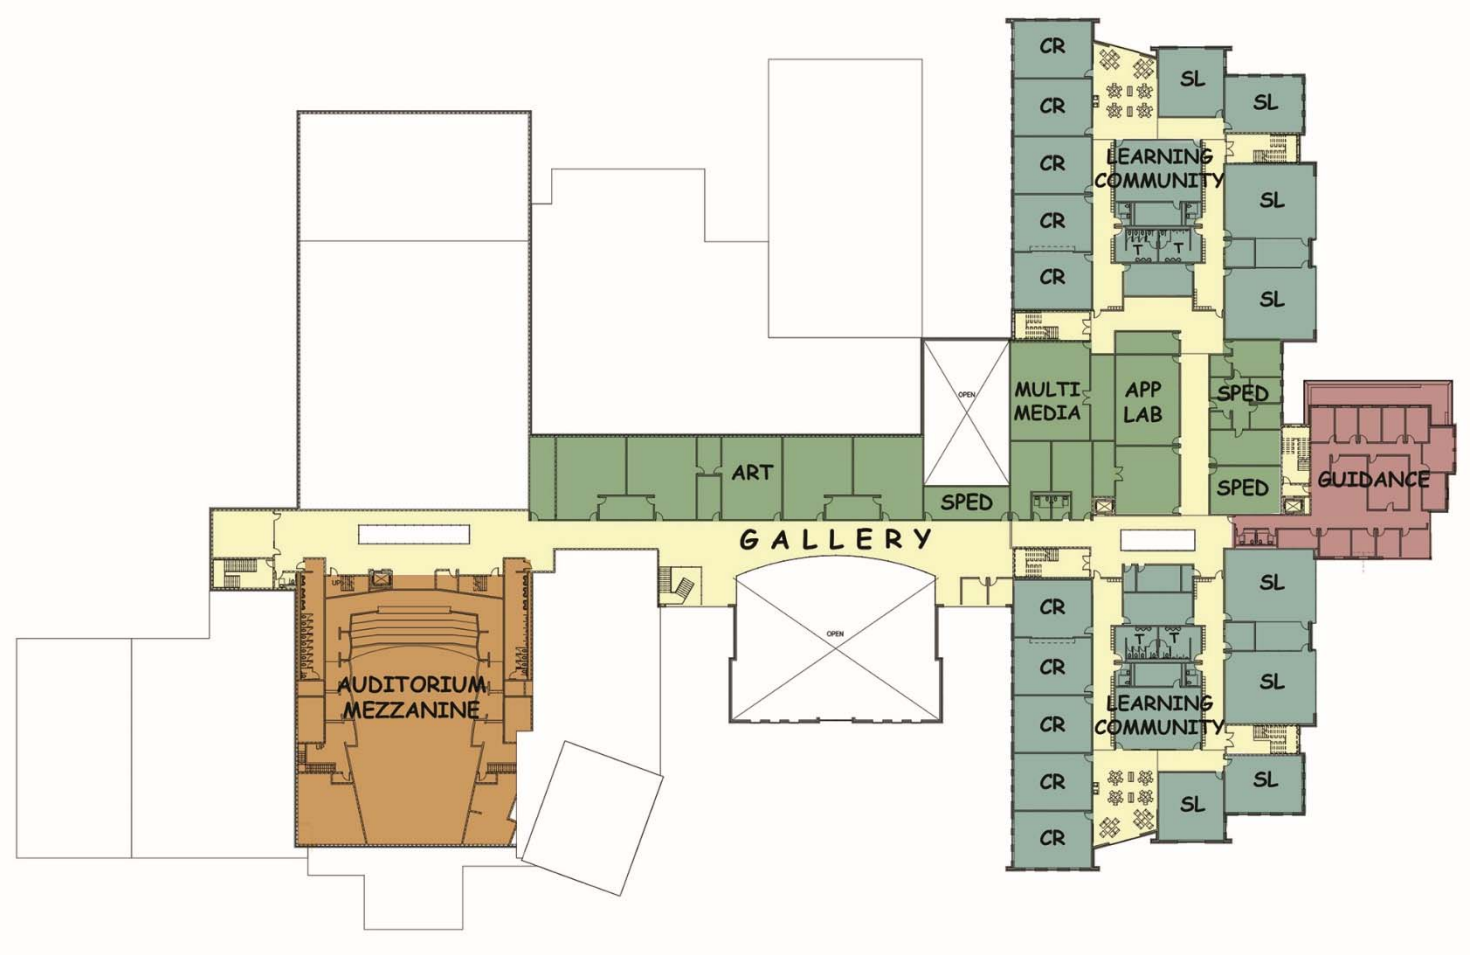 CR
SL
CR
SL
CR
LEARNING
COMMUNITY
SL
CR
T T
CR
SL
OPEN
MULTI
MEDIA
APP
LAB
SPED
ART
GUIDANCE
SPED
SPED
GALLERY
UP
SL
CR
OPEN
T T
CR
SL
AUDITORIUM
MEZZANINE
LEARNING
COMMUNITY
CR
CR
SL
SL
CR